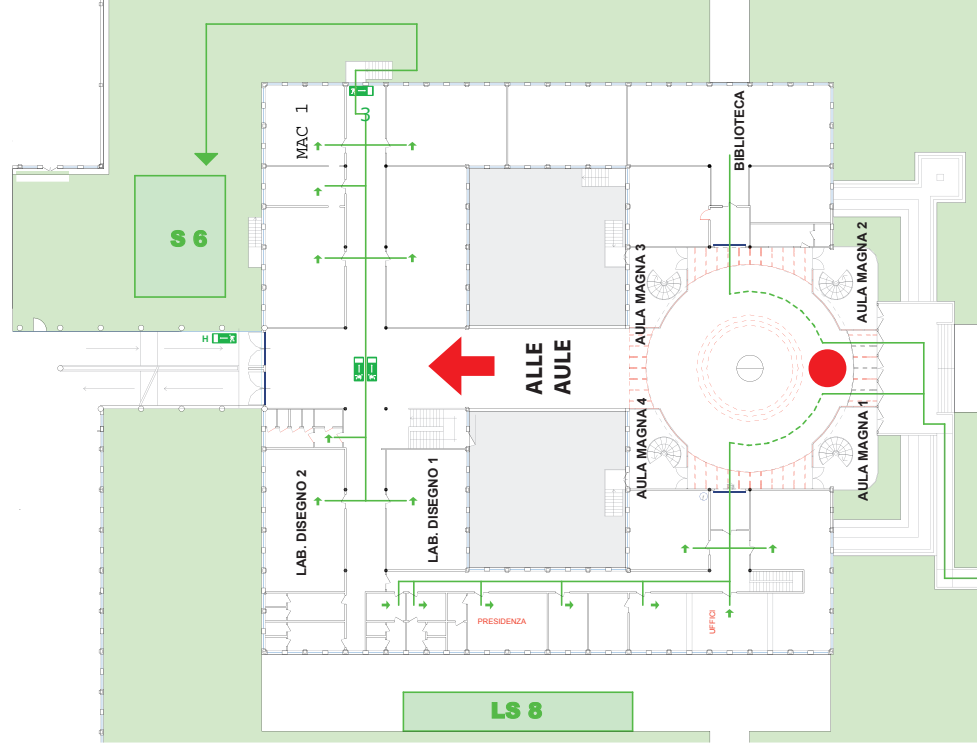 MAC 1
BIBLIOTECA
S 6
AULA MAGNA 3
AULA MAGNA 2
H
ALLE
AULE
AULA MAGNA 4
AULA MAGNA 1
LAB. DISEGNO 2
LAB. DISEGNO 1
PRESIDENZA
UFFICI
LS 8